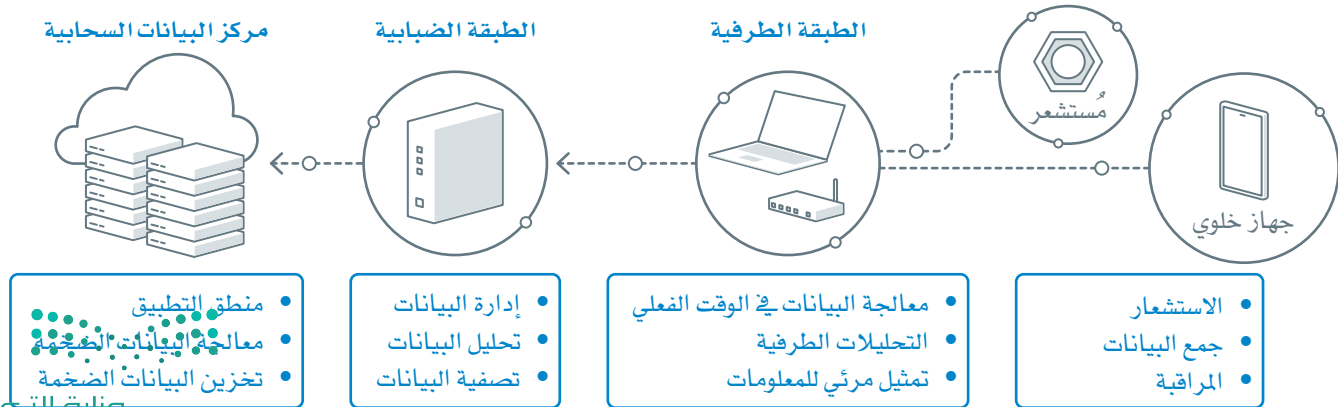 الطبقة الطرفية
الطبقة الضبابية
مركز البيانات السحابية
مُستشعر
جهاز خلوي
• الاستشعار
• جمع البيانات
• المراقبة
• معالجة البيانات في الوقت الفعلي
• التحليلات الطرفية
• تمثيل مرئي للمعلومات
• إدارة البيانات
• تحليل البيانات
• تصفية البيانات
• منطق التطبيق
• معالجة البيانات الضخمة
• تخزين البيانات الضخمة